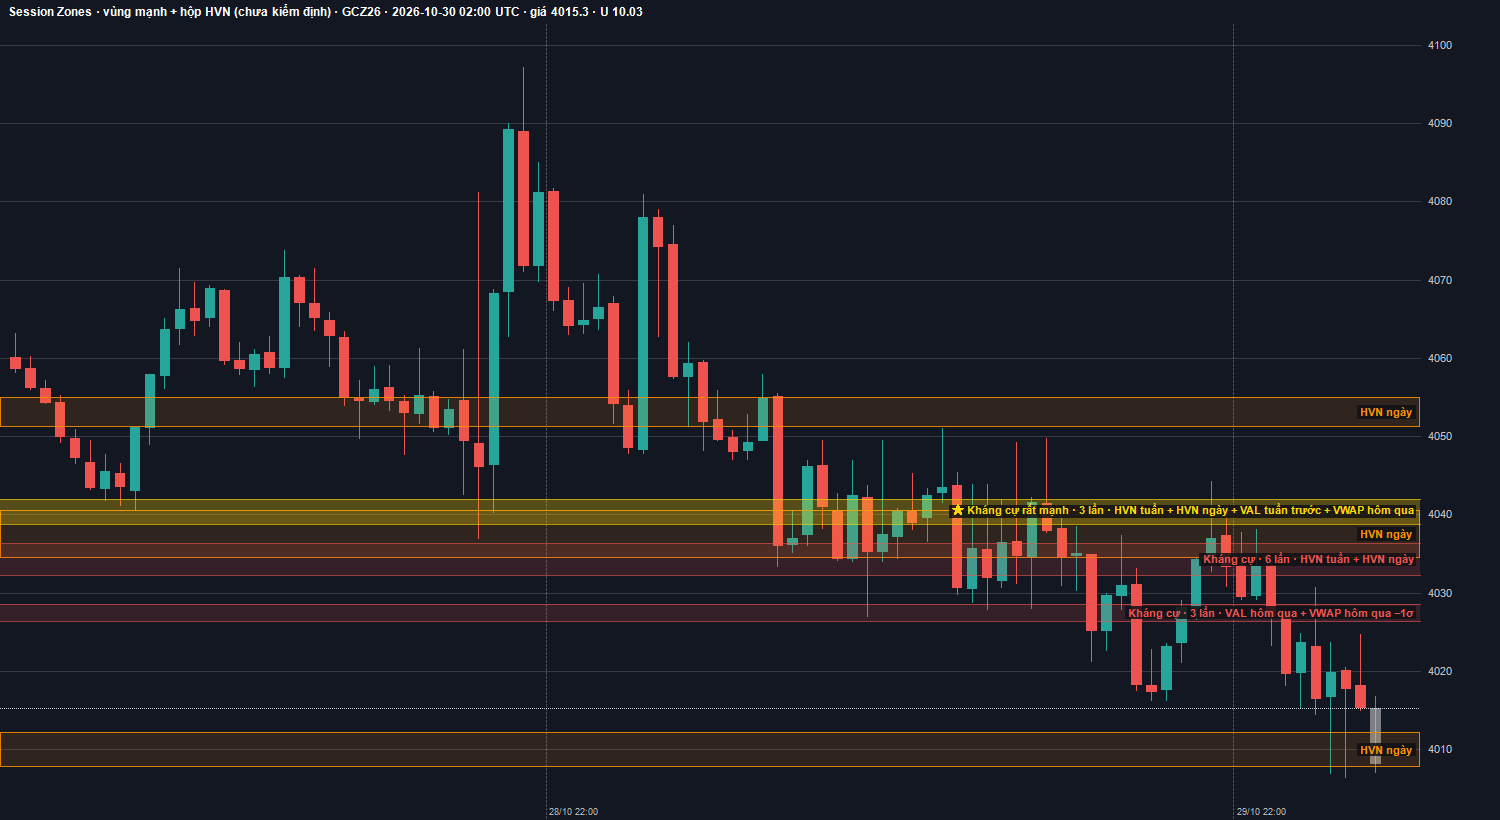 Session Zones · vùng mạnh + hộp HVN (chưa kiểm định) · GCZ26 · 2026-10-30 02:00 UTC · giá 4015.3 · U 10.03
4100
4090
4080
4070
4060
HVN ngày
4050
★ Kháng cự rất mạnh · 3 lần · HVN tuần + HVN ngày + VAL tuần trước + VWAP hôm qua
4040
HVN ngày
Kháng cự · 6 lần · HVN tuần + HVN ngày
4030
Kháng cự · 3 lần · VAL hôm qua + VWAP hôm qua −1σ
4020
HVN ngày
4010
28/10 22:00
29/10 22:00